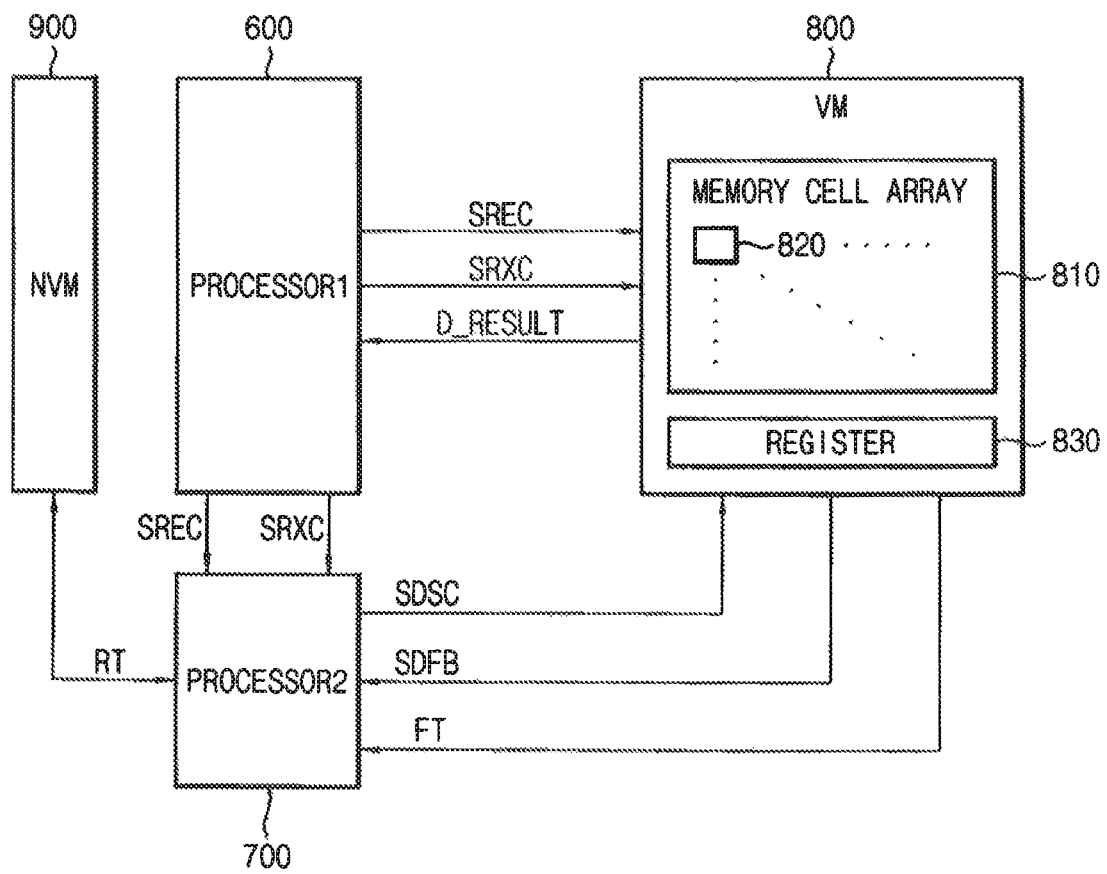 900
600
800
VM
MEMORY CELL ARRAY
SREC
820
SRXC
810
NVM
PROCESSOR1
D_RESULT
REGISTER
830
SREC
SRXC
SDSC
RT
PROCESSOR2
SDFB
FT
700